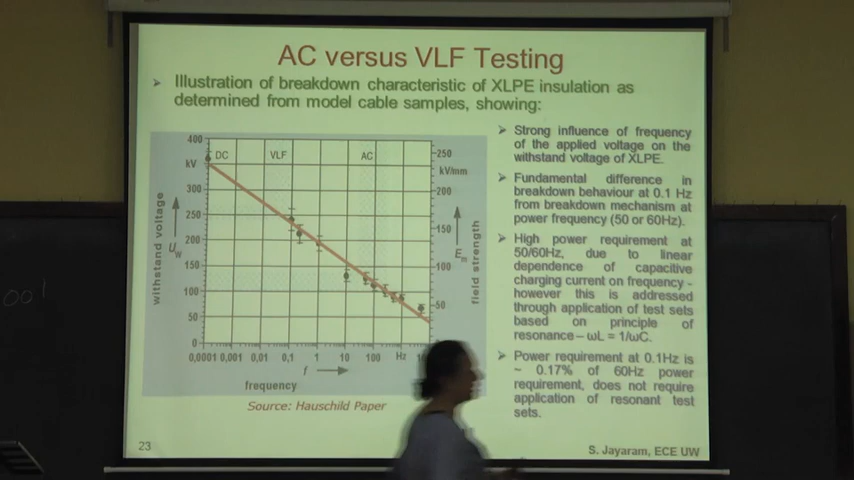 AC versus VLF Testing
➢ Illustration of breakdown characteristic of XLPE insulation as
determined from model cable samples, showing:
400
kV
300
250
200
150
100
50
0
withstand voltage
Uw
DC
VLF
AC
250
kV/mm
200
150
100
50
Em
field strength
0,0001 0,001 0,01 0,1 1 10 100 Hz
f
frequency
Source: Hauschild Paper
➢ Strong influence of frequency
of the applied voltage on the
withstand voltage of XLPE.
➢ Fundamental difference in
breakdown behaviour at 0.1 Hz
from breakdown mechanism at
power frequency (50 or 60Hz).
➢ High power requirement at
50/60Hz, due to linear
dependence of capacitive
charging current on frequency -
however this is addressed
through application of test sets
based on principle of
resonance – ωL = 1/ωC.
➢ Power requirement at 0.1Hz is
~ 0.17% of 60Hz power
requirement, does not require
application of resonant test
sets.
23
S. Jayaram, ECE UW